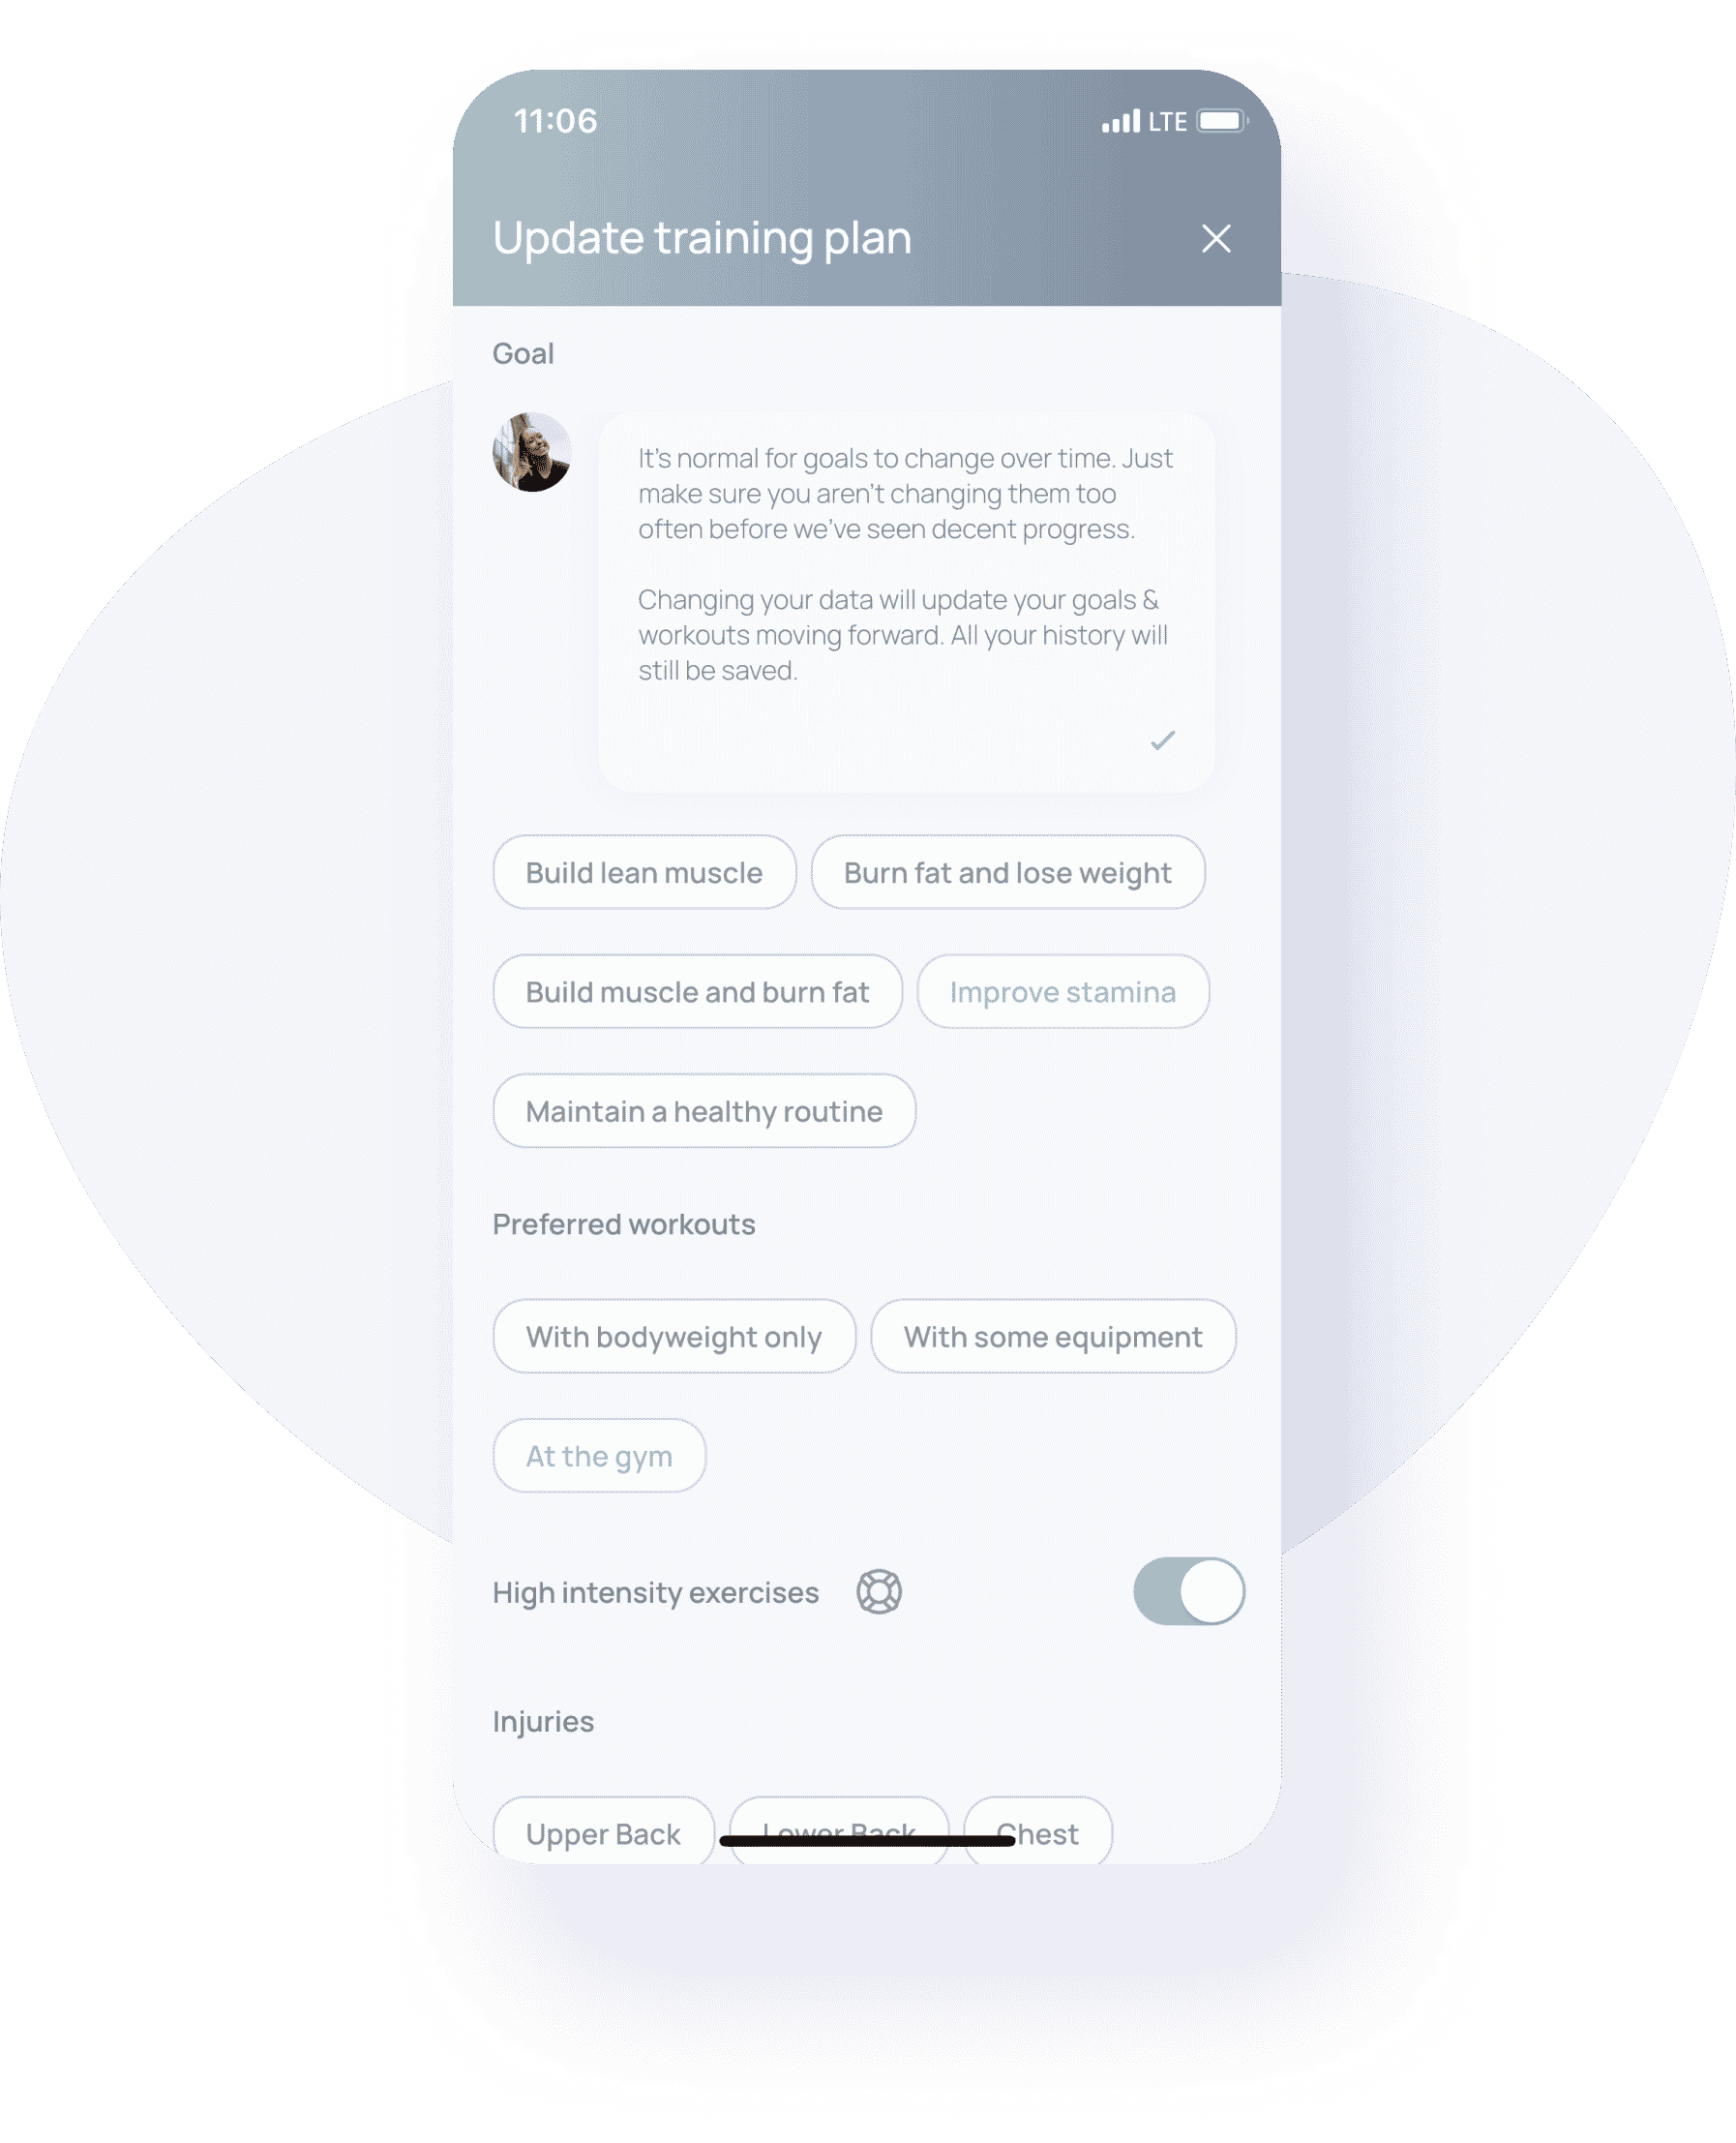 11:06 LTE
Update training plan
Goal
It's normal for goals to change over time. Just
make sure you aren't changing them too
often before we've seen decent progress.
Changing your data will update your goals &
workouts moving forward. All your history will
still be saved.
Build lean muscle Burn fat and lose weight
Build muscle and burn fat Improve stamina
Maintain a healthy routine
Preferred workouts
With bodyweight only With some equipment
At the gym
High intensity exercises
Injuries
Upper Back Lower Back Chest